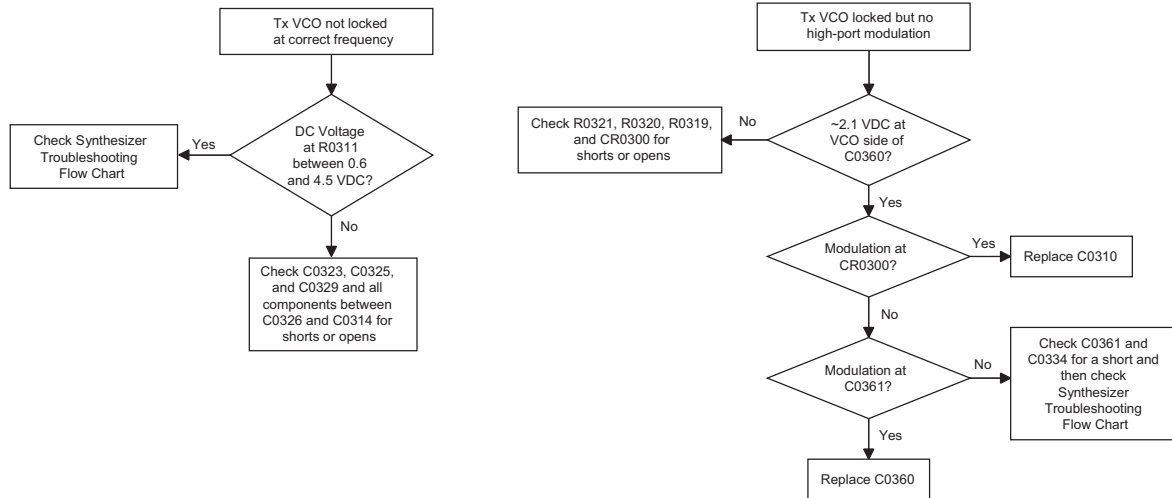 Tx VCO not locked
at correct frequency
DC Voltage
at R0311
between 0.6
and 4.5 VDC?
Yes
Check Synthesizer
Troubleshooting
Flow Chart
No
Check C0323, C0325,
and C0329 and all
components between
C0326 and C0314 for
shorts or opens
Tx VCO locked but no
high-port modulation
~2.1 VDC at
VCO side of
C0360?
No
Check R0321, R0320, R0319,
and CR0300 for
shorts or opens
Yes
Modulation at
CR0300?
Yes
Replace C0310
No
Modulation at
C0361?
No
Check C0361 and
C0334 for a short and
then check
Synthesizer
Troubleshooting
Flow Chart
Yes
Replace C0360